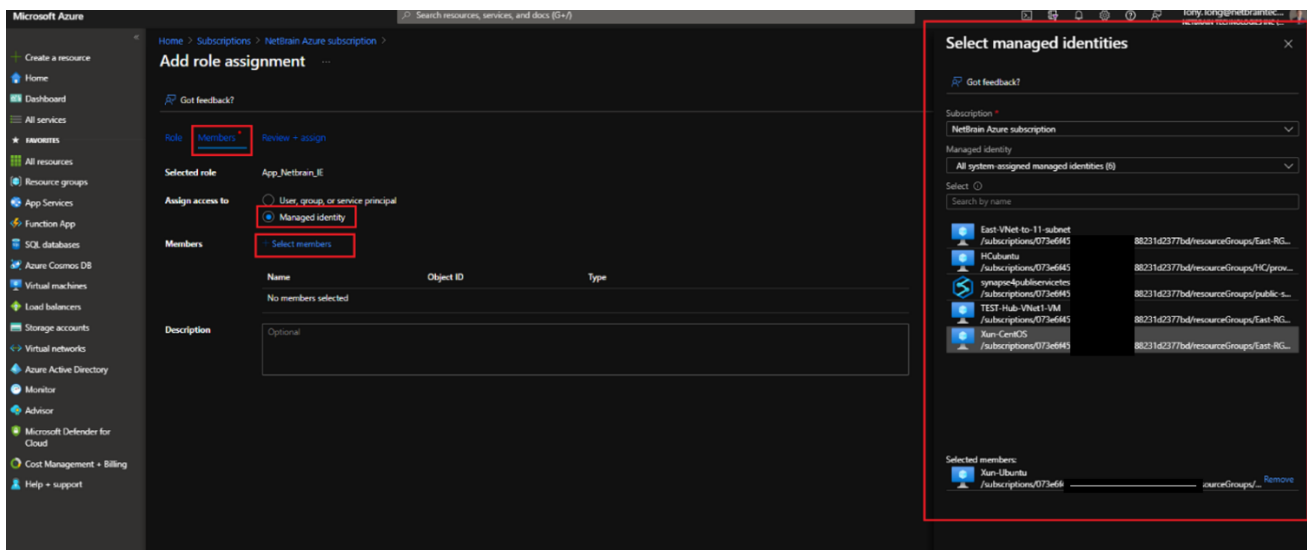 Microsoft Azure
Search resources, services, and docs (G+/)
Create a resource
Home
Dashboard
All services
FAVORITES
All resources
Resource groups
App Services
Function App
SQL databases
Azure Cosmos DB
Virtual machines
Load balancers
Storage accounts
Virtual networks
Azure Active Directory
Monitor
Advisor
Microsoft Defender for
Cloud
Cost Management + Billing
Help + support
Home > Subscriptions > NetBrain Azure subscription >
Add role assignment ...
Got feedback?
Role Members * Review + assign
Selected role App_Netbrain_IE
Assign access to User, group, or service principal
Managed identity
Members + Select members
Name Object ID Type
No members selected
Description Optional
Select managed identities
Got feedback?
Subscription *
NetBrain Azure subscription
Managed identity
All system-assigned managed identities (6)
Select
Search by name
East-VNet-to-11-subnet
/subscriptions/073e6f45 88231d2377bd/resourceGroups/East-RG...
HCubuntu
/subscriptions/073e6f45 88231d2377bd/resourceGroups/HC/prov...
synapse4publiservicetes
/subscriptions/073e6f45 88231d2377bd/resourceGroups/public-s...
TEST-Hub-VNet1-VM
/subscriptions/073e6f45 88231d2377bd/resourceGroups/East-RG...
Xun-CentOS
/subscriptions/073e6f45 88231d2377bd/resourceGroups/East-RG...
Selected members:
Xun-Ubuntu
/subscriptions/073e6f ourceGroups/...
Remove